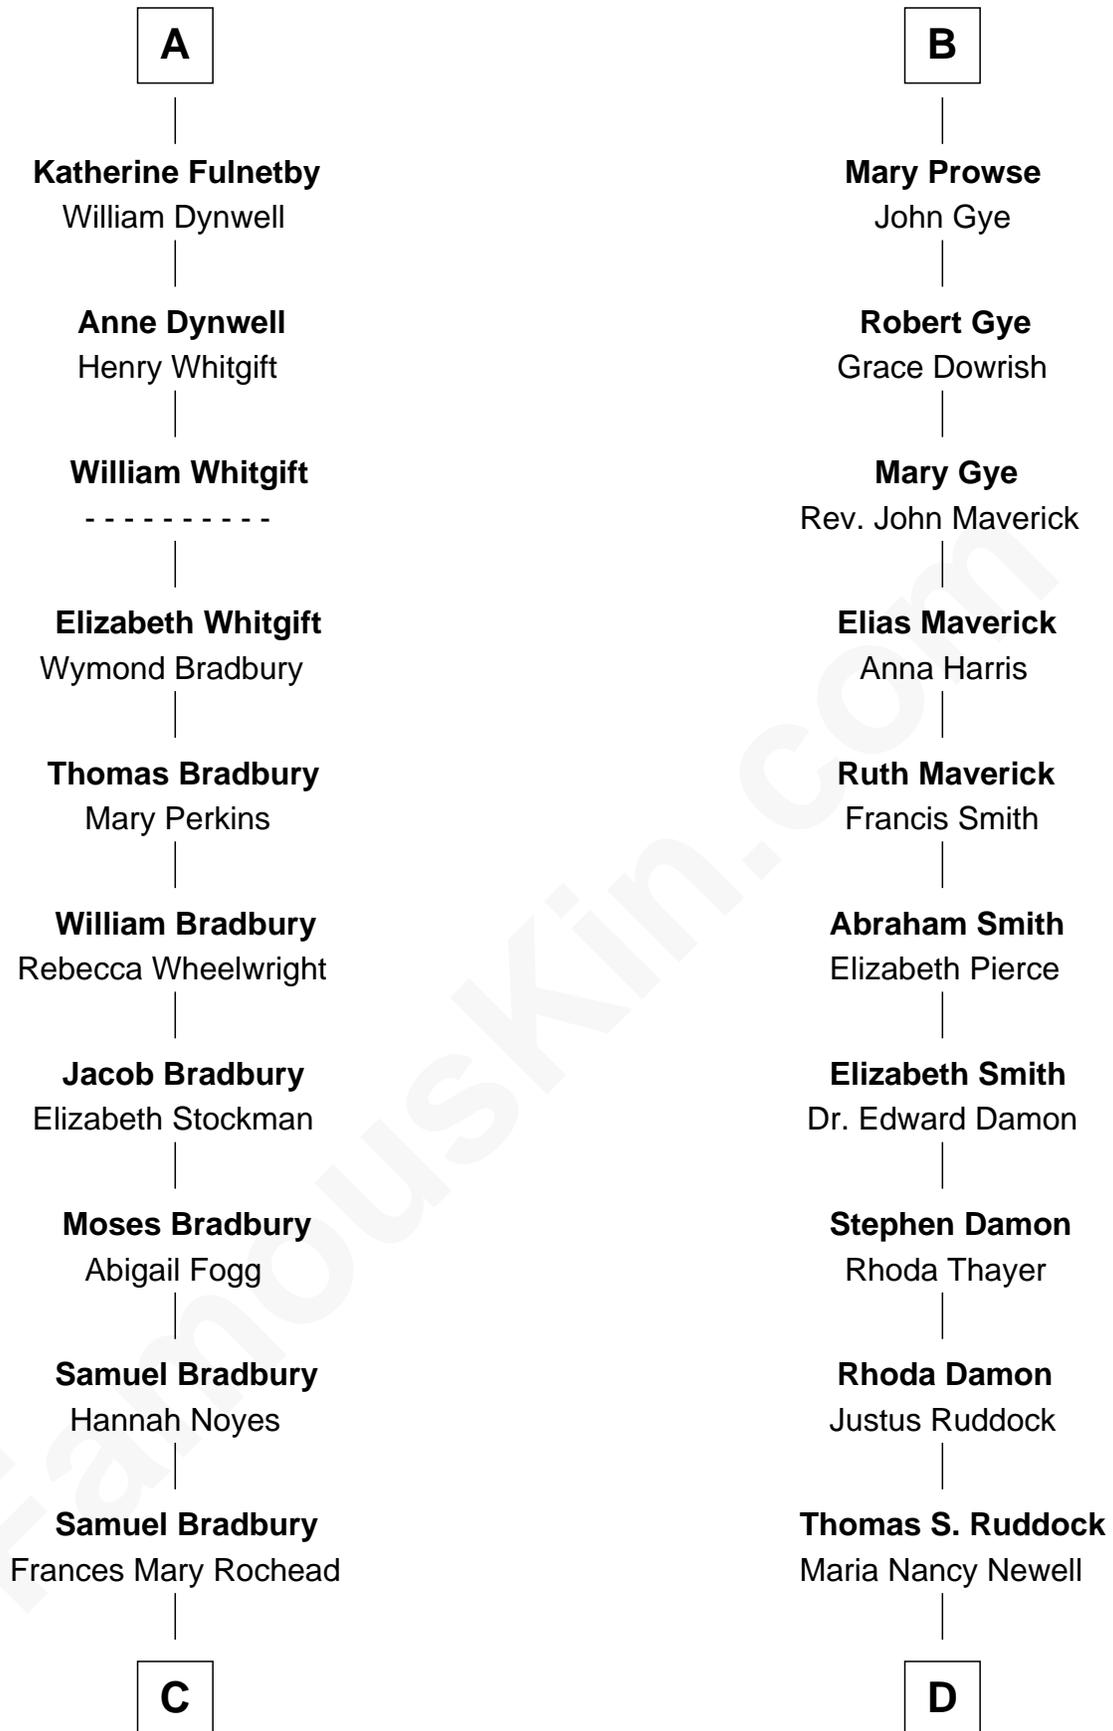 A
Katherine Fulnetby
William Dynwell
Anne Dynwell
Henry Whitgift
William Whitgift
- - - - - - - - - -
Elizabeth Whitgift
Wymond Bradbury
Thomas Bradbury
Mary Perkins
William Bradbury
Rebecca Wheelwright
Jacob Bradbury
Elizabeth Stockman
Moses Bradbury
Abigail Fogg
Samuel Bradbury
Hannah Noyes
Samuel Bradbury
Frances Mary Rochead
C
B
Mary Prowse
John Gye
Robert Gye
Grace Dowrish
Mary Gye
Rev. John Maverick
Elias Maverick
Anna Harris
Ruth Maverick
Francis Smith
Abraham Smith
Elizabeth Pierce
Elizabeth Smith
Dr. Edward Damon
Stephen Damon
Rhoda Thayer
Rhoda Damon
Justus Ruddock
Thomas S. Ruddock
Maria Nancy Newell
D
FamousKin.com